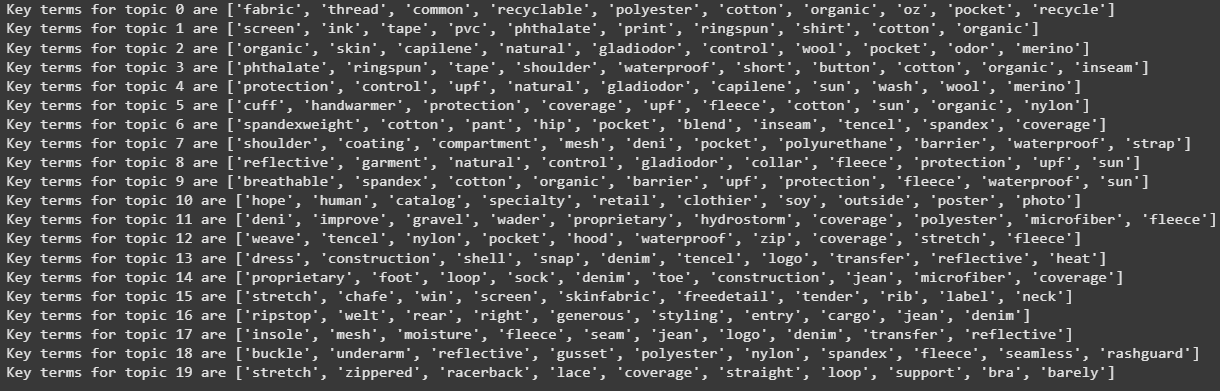 Key terms for topic 0 are ['fabric', 'thread', 'common', 'recyclable', 'polyester', 'cotton', 'organic', 'oz', 'pocket', 'recycle']
Key terms for topic 1 are ['screen', 'ink', 'tape', 'pvc', 'phthalate', 'print', 'ringspun', 'shirt', 'cotton', 'organic']
Key terms for topic 2 are ['organic', 'skin', 'capilene', 'natural', 'gladiodor', 'control', 'wool', 'pocket', 'odor', 'merino']
Key terms for topic 3 are ['phthalate', 'ringspun', 'tape', 'shoulder', 'waterproof', 'short', 'button', 'cotton', 'organic', 'inseam']
Key terms for topic 4 are ['protection', 'control', 'upf', 'natural', 'gladiodor', 'capilene', 'sun', 'wash', 'wool', 'merino']
Key terms for topic 5 are ['cuff', 'handwarmer', 'protection', 'coverage', 'upf', 'fleece', 'cotton', 'sun', 'organic', 'nylon']
Key terms for topic 6 are ['spandexweight', 'cotton', 'pant', 'hip', 'pocket', 'blend', 'inseam', 'tencel', 'spandex', 'coverage']
Key terms for topic 7 are ['shoulder', 'coating', 'compartment', 'mesh', 'deni', 'pocket', 'polyurethane', 'barrier', 'waterproof', 'strap']
Key terms for topic 8 are ['reflective', 'garment', 'natural', 'control', 'gladiodor', 'collar', 'fleece', 'protection', 'upf', 'sun']
Key terms for topic 9 are ['breathable', 'spandex', 'cotton', 'organic', 'barrier', 'upf', 'protection', 'fleece', 'waterproof', 'sun']
Key terms for topic 10 are ['hope', 'human', 'catalog', 'specialty', 'retail', 'clothier', 'soy', 'outside', 'poster', 'photo']
Key terms for topic 11 are ['deni', 'improve', 'gravel', 'wader', 'proprietary', 'hydrostorm', 'coverage', 'polyester', 'microfiber', 'fleece']
Key terms for topic 12 are ['weave', 'tencel', 'nylon', 'pocket', 'hood', 'waterproof', 'zip', 'coverage', 'stretch', 'fleece']
Key terms for topic 13 are ['dress', 'construction', 'shell', 'snap', 'denim', 'tencel', 'logo', 'transfer', 'reflective', 'heat']
Key terms for topic 14 are ['proprietary', 'foot', 'loop', 'sock', 'denim', 'toe', 'construction', 'jean', 'microfiber', 'coverage']
Key terms for topic 15 are ['stretch', 'chafe', 'win', 'screen', 'skinfabric', 'freedetail', 'tender', 'rib', 'label', 'neck']
Key terms for topic 16 are ['ripstop', 'welt', 'rear', 'right', 'generous', 'styling', 'entry', 'cargo', 'jean', 'denim']
Key terms for topic 17 are ['insole', 'mesh', 'moisture', 'fleece', 'seam', 'jean', 'logo', 'denim', 'transfer', 'reflective']
Key terms for topic 18 are ['buckle', 'underarm', 'reflective', 'gusset', 'polyester', 'nylon', 'spandex', 'fleece', 'seamless', 'rashguard']
Key terms for topic 19 are ['stretch', 'zippered', 'racerback', 'lace', 'coverage', 'straight', 'loop', 'support', 'bra', 'barely']